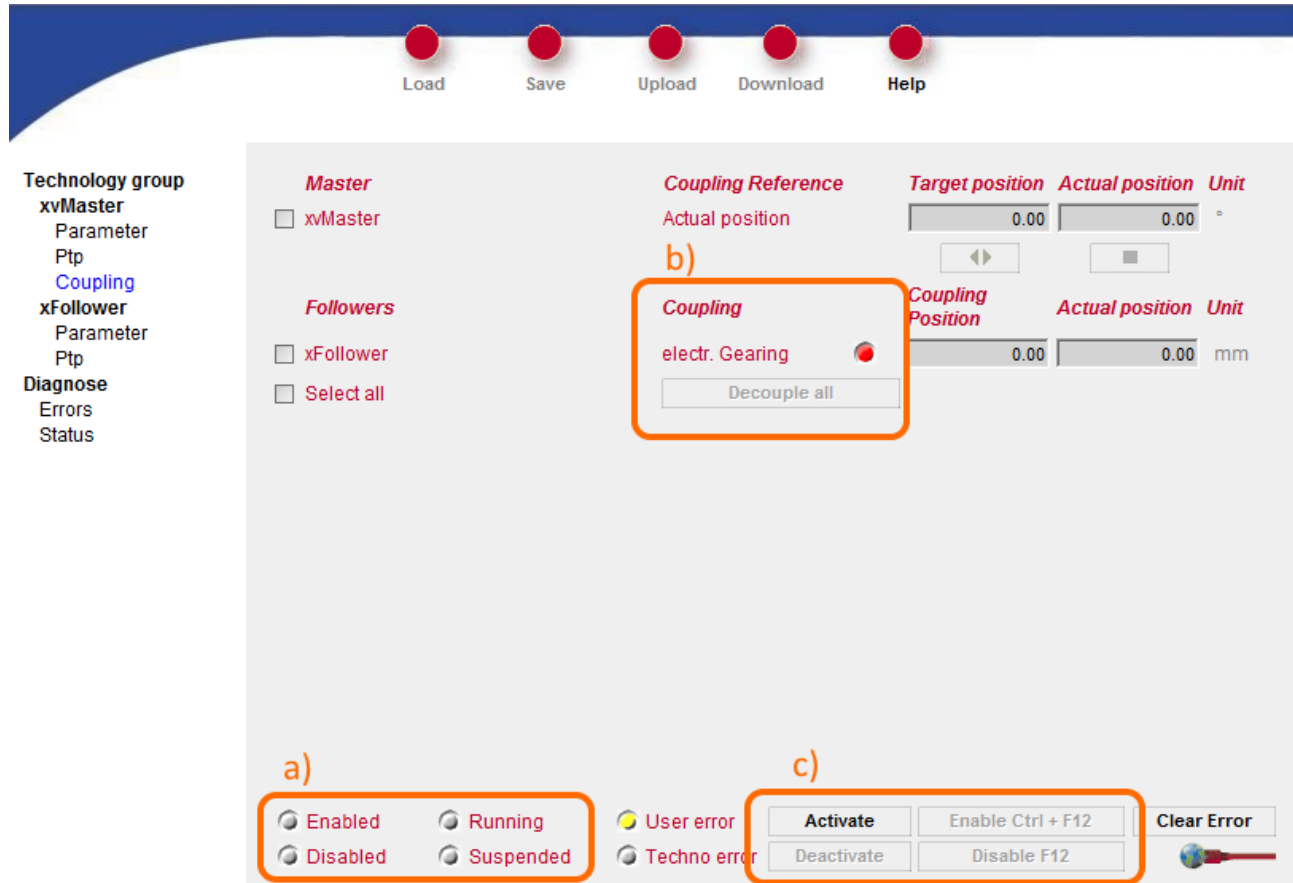 Load Save Upload Download Help
Technology group
xvMaster
Parameter
Ptp
Coupling
xFollower
Parameter
Ptp
Diagnose
Errors
Status
Master Coupling Reference Target position Actual position Unit
xvMaster Actual position 0.00 0.00 °
b)
Followers Coupling Coupling Position Actual position Unit
xFollower electr. Gearing 0.00 0.00 mm
Select all Decouple all
a) c)
Enabled Running User error Activate Enable Ctrl + F12 Clear Error
Disabled Suspended Techno error Deactivate Disable F12